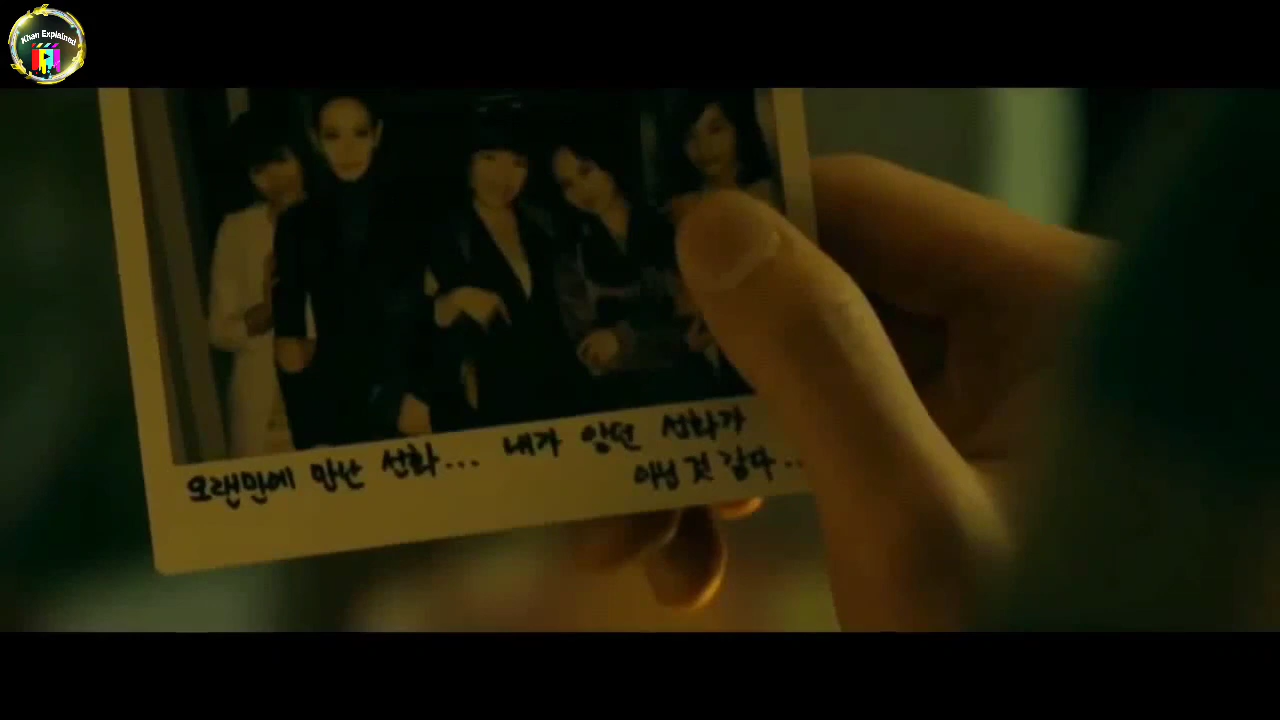 Khan Explained
오랜만에 만난 선화... 내가 알던 선화가
아닌 것 같다..